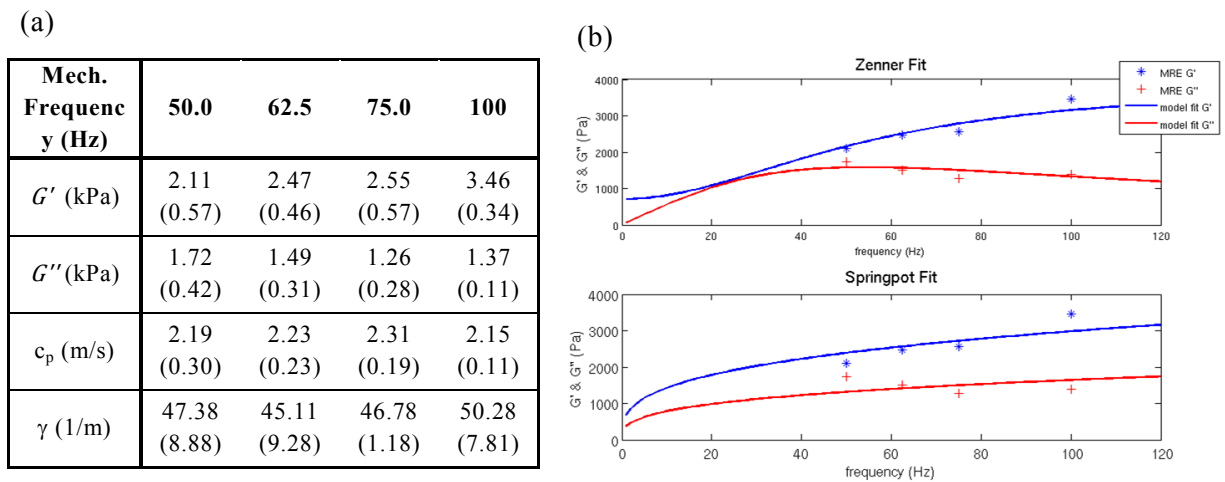 (a)
Mech.
Frequenc
y (Hz)
50.0 62.5 75.0 100
G′ (kPa)
2.11 2.47 2.55 3.46
(0.57) (0.46) (0.57) (0.34)
G′′(kPa)
1.72 1.49 1.26 1.37
(0.42) (0.31) (0.28) (0.11)
cp (m/s)
2.19 2.23 2.31 2.15
(0.30) (0.23) (0.19) (0.11)
γ (1/m)
47.38 45.11 46.78 50.28
(8.88) (9.28) (1.18) (7.81)
(b)
Zenner Fit
G' & G" (Pa)
4000
3000
2000
1000
0
0 20 40 60 80 100 120
frequency (Hz)
MRE G'
MRE G"
model fit G'
model fit G"
Springpot Fit
G' & G" (Pa)
4000
3000
2000
1000
0
0 20 40 60 80 100 120
frequency (Hz)